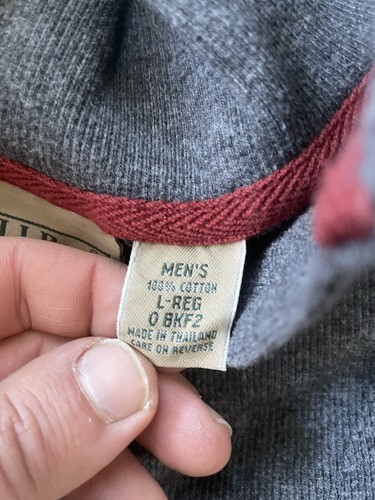 MEN'S
100% COTTON
L-REG
0 BKF2
MADE IN THAILAND
CARE ON REVERSE